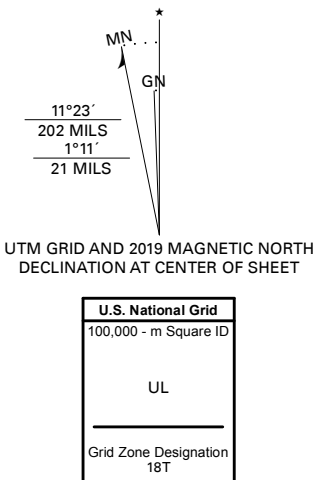 ★
MN
GN
11°23´
202 MILS
1°11´
21 MILS
UTM GRID AND 2019 MAGNETIC NORTH
DECLINATION AT CENTER OF SHEET
U.S. National Grid
100,000 - m Square ID
UL
Grid Zone Designation
18T